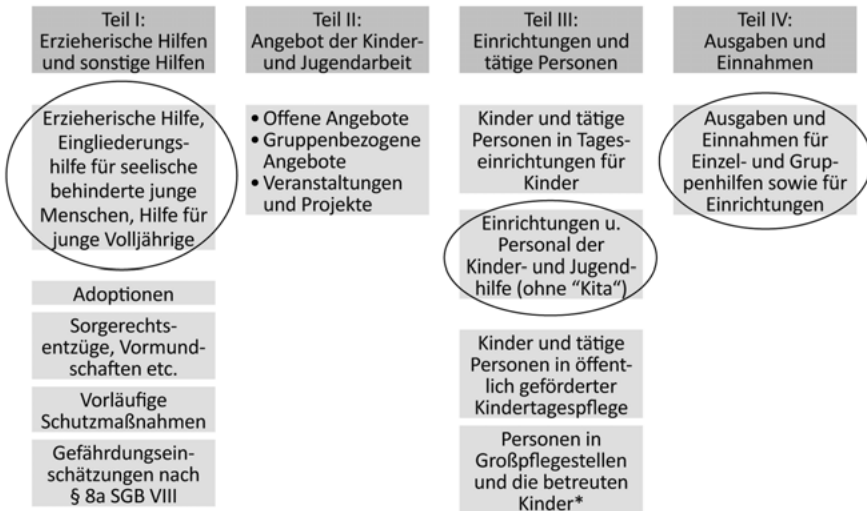 Teil I:
Erzieherische Hilfen
und sonstige Hilfen
Erzieherische Hilfe,
Eingliederungs-
hilfe für seelische
behinderte junge
Menschen, Hilfe für
junge Volljährige
Adoptionen
Sorgerechts-
entzüge, Vormund-
schaften etc.
Vorläufige
Schutzmaßnahmen
Gefährdungsein-
schätzungen nach
§ 8a SGB VIII
Teil II:
Angebot der Kinder-
und Jugendarbeit
• Offene Angebote
• Gruppenbezogene
Angebote
• Veranstaltungen
und Projekte
Teil III:
Einrichtungen und
tätige Personen
Kinder und tätige
Personen in Tages-
einrichtungen für
Kinder
Einrichtungen u.
Personal der
Kinder- und Jugend-
hilfe (ohne “Kita“)
Kinder und tätige
Personen in öffent-
lich geförderter
Kindertagespflege
Personen in
Großpflegestellen
und die betreuten
Kinder*
Teil IV:
Ausgaben und
Einnahmen
Ausgaben und
Einnahmen für
Einzel- und Grup-
penhilfen sowie für
Einrichtungen